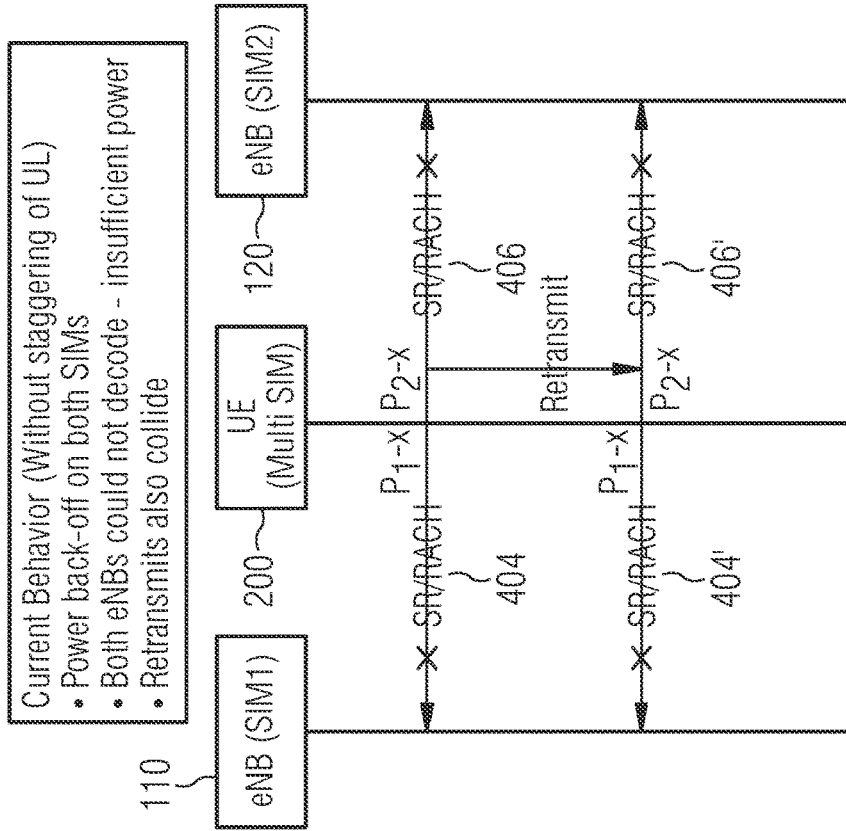 Current Behavior (Without staggering of UL)
• Power back-off on both SIMs
• Both eNBs could not decode - insufficient power
• Retransmits also collide
110
eNB (SIM1)
200
UE
(Multi SIM)
120
eNB (SIM2)
SR/RACH
P1-X
P2-X
SR/RACH
404
406
Retransmit
SR/RACH
P1-X
P2-X
SR/RACH
404'
406'